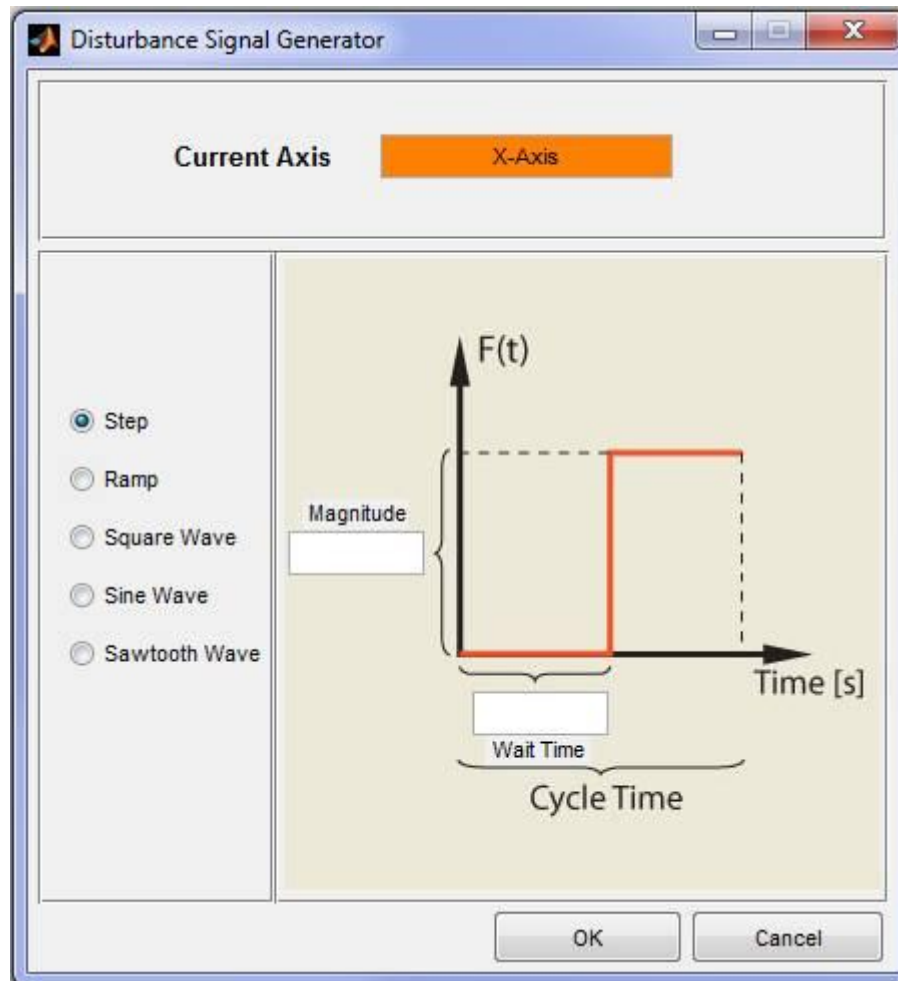 Disturbance Signal Generator
Current Axis X-Axis
Step
Ramp
Square Wave
Sine Wave
Sawtooth Wave
F(t)
Magnitude
Time [s]
Wait Time
Cycle Time
OK Cancel